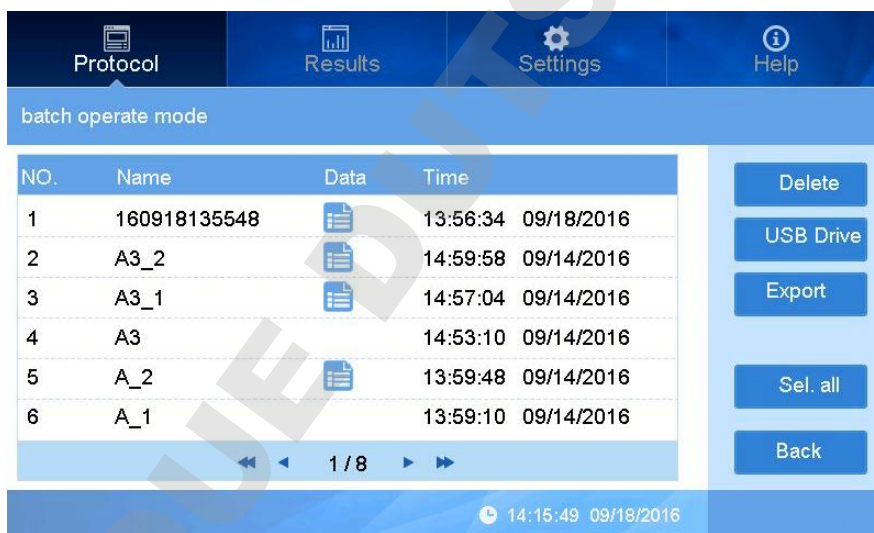 Protocol Results Settings Help
batch operate mode
NO. Name Data Time
1 160918135548 13:56:34 09/18/2016
2 A3_2 14:59:58 09/14/2016
3 A3_1 14:57:04 09/14/2016
4 A3 14:53:10 09/14/2016
5 A_2 13:59:48 09/14/2016
6 A_1 13:59:10 09/14/2016
1 / 8
Delete
USB Drive
Export
Sel. all
Back
14:15:49 09/18/2016